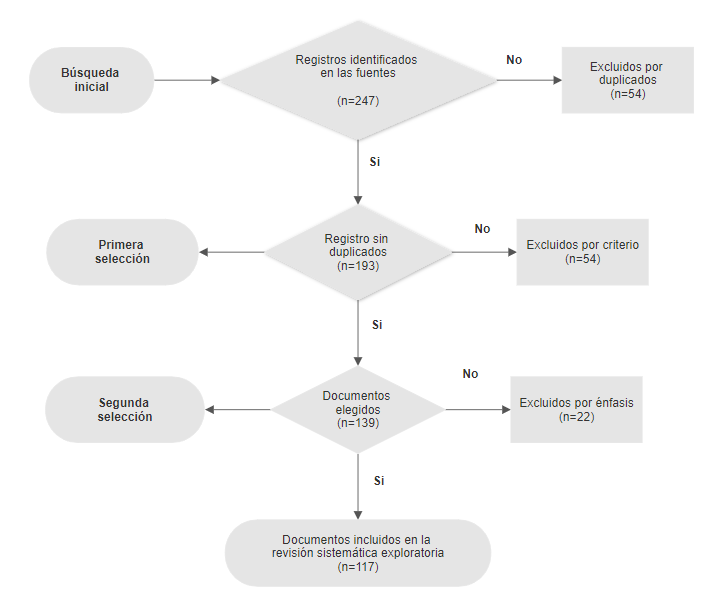 Búsqueda
inicial
Registros identificados
en las fuentes
(n=247)
No
Excluidos por
duplicados
(n=54)
Si
Primera
selección
Registro sin
duplicados
(n=193)
No
Excluidos por criterio
(n=54)
Si
Segunda
selección
Documentos
elegidos
(n=139)
No
Excluidos por énfasis
(n=22)
Si
Documentos incluidos en la
revisión sistemática exploratoria
(n=117)